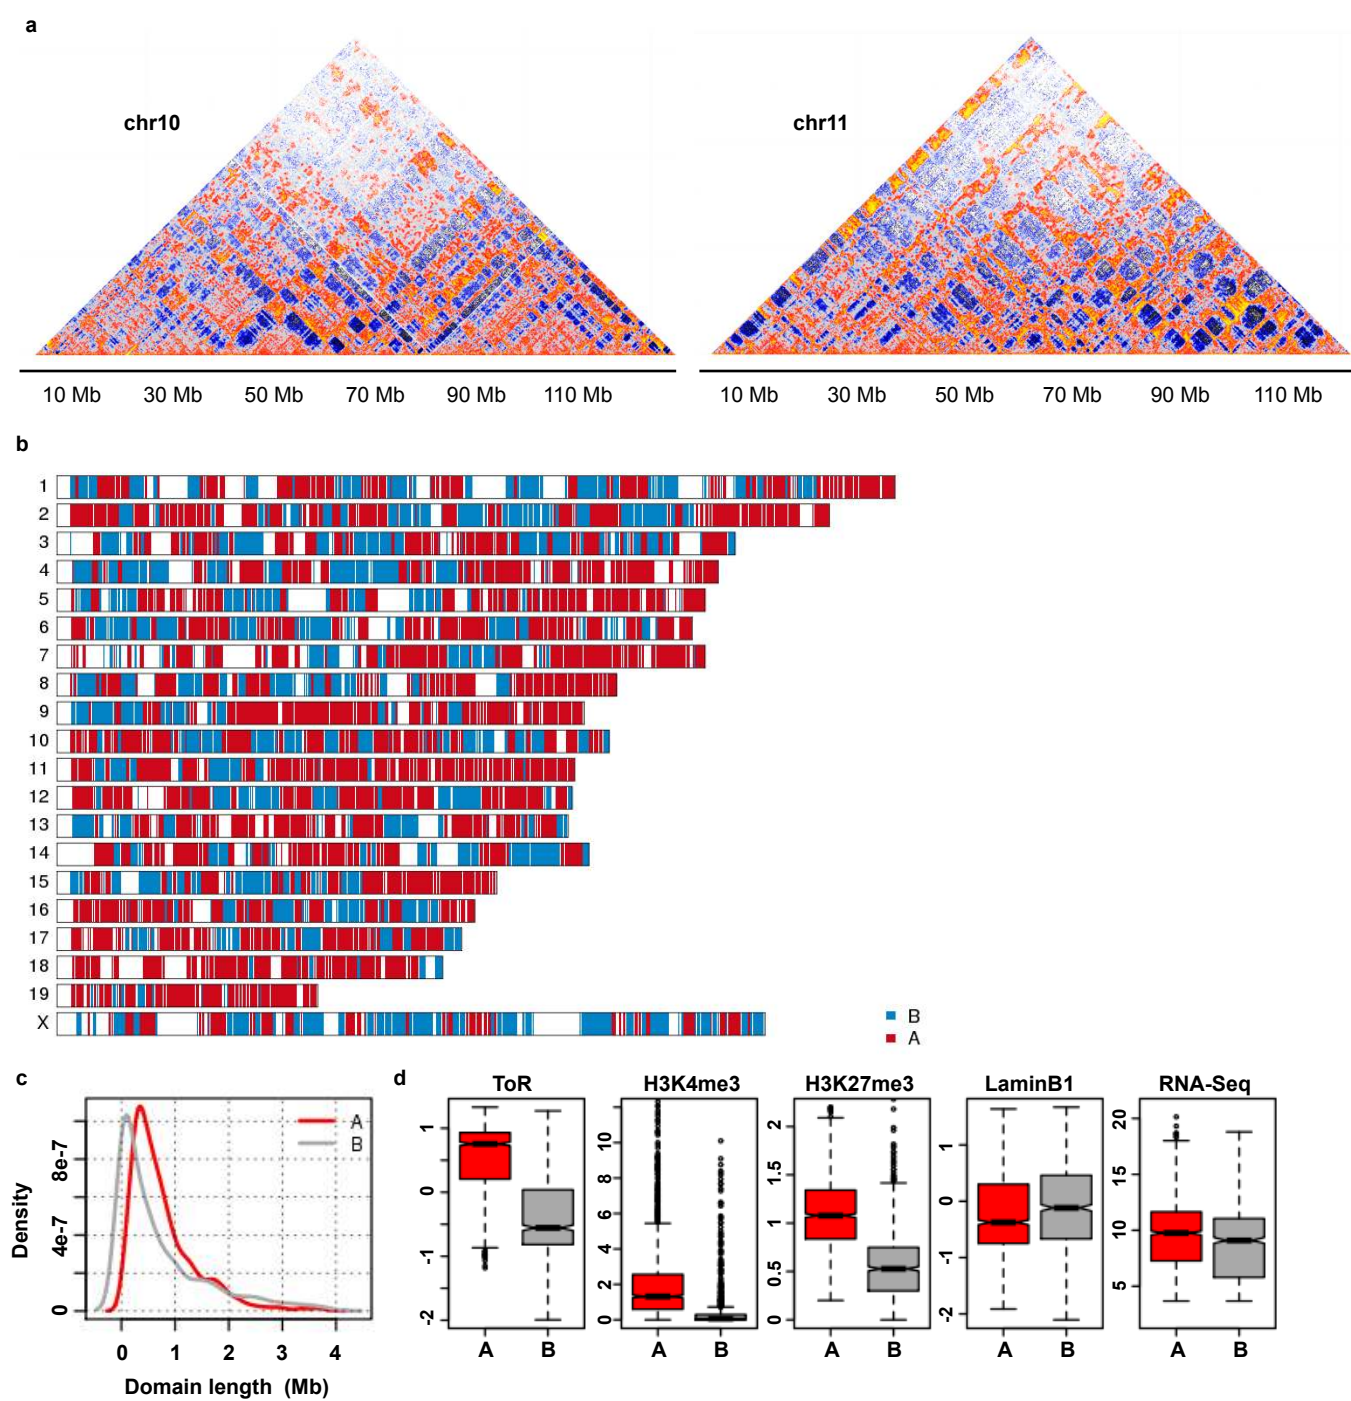 a
chr10
chr11
10 Mb 30 Mb 50 Mb 70 Mb 90 Mb 110 Mb
10 Mb 30 Mb 50 Mb 70 Mb 90 Mb 110 Mb
b
1
2
3
4
5
6
7
8
9
10
11
12
13
14
15
16
17
18
19
X
B
A
c
A
B
Density
0 4e-7 8e-7
0 1 2 3 4
Domain length (Mb)
d
ToR
1 0 -1 -2
A B
H3K4me3
10 8 6 4 2 0
A B
H3K27me3
2 1.5 1 0.5 0
A B
LaminB1
1 0 -1 -2
A B
RNA-Seq
20 15 10 5
A B